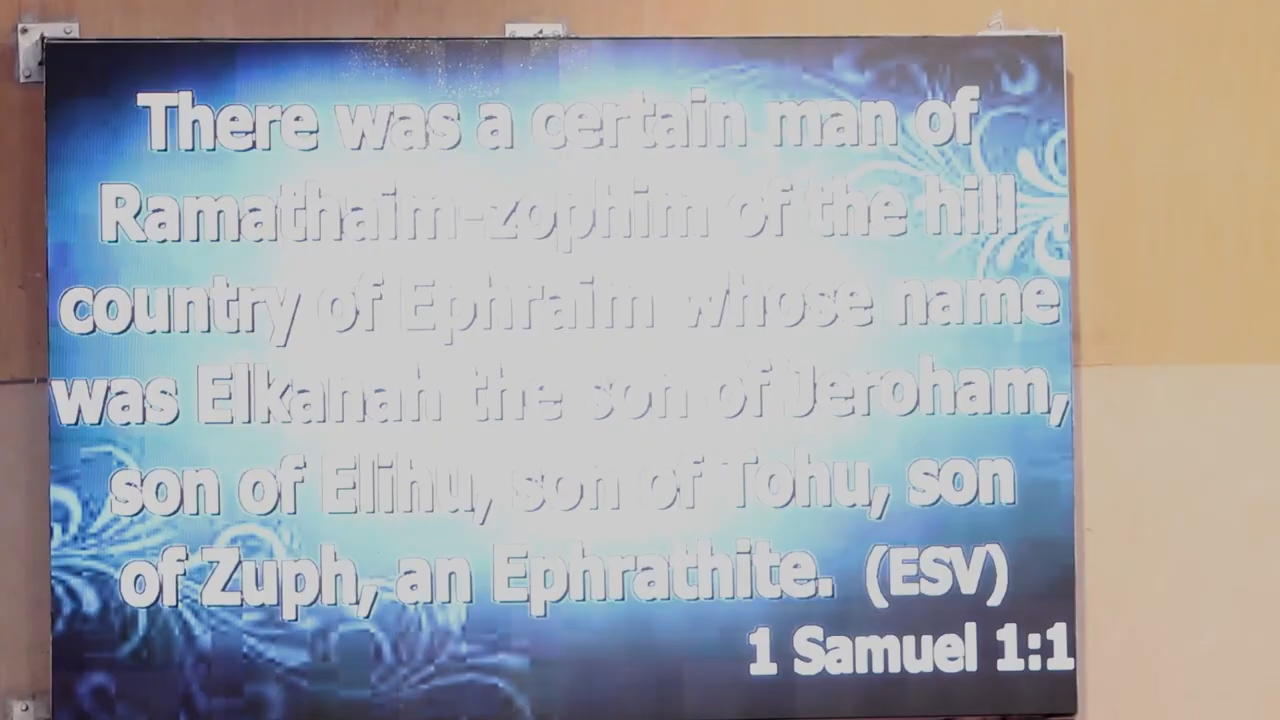 There was a certain man of
Ramathaim-zophim of the hill
country of Ephraim whose name
was Elkanah the son of Jeroham,
son of Elihu, son of Tohu, son
of Zuph, an Ephrathite. (ESV)
1 Samuel 1:1